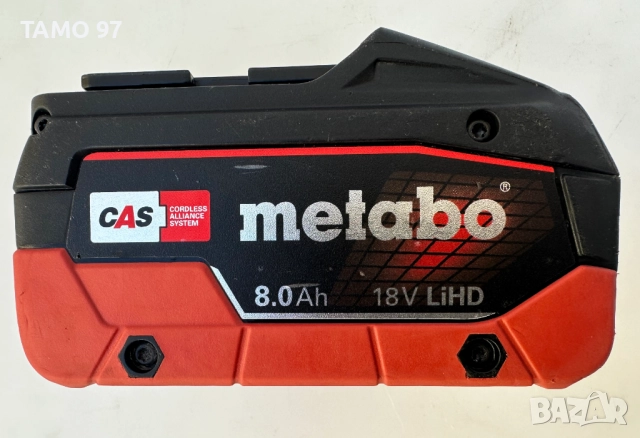 TAMO 97
CAS
CORDLESS
ALLIANCE
SYSTEM
metabo®
8.0Ah 18V LiHD
BAZAR